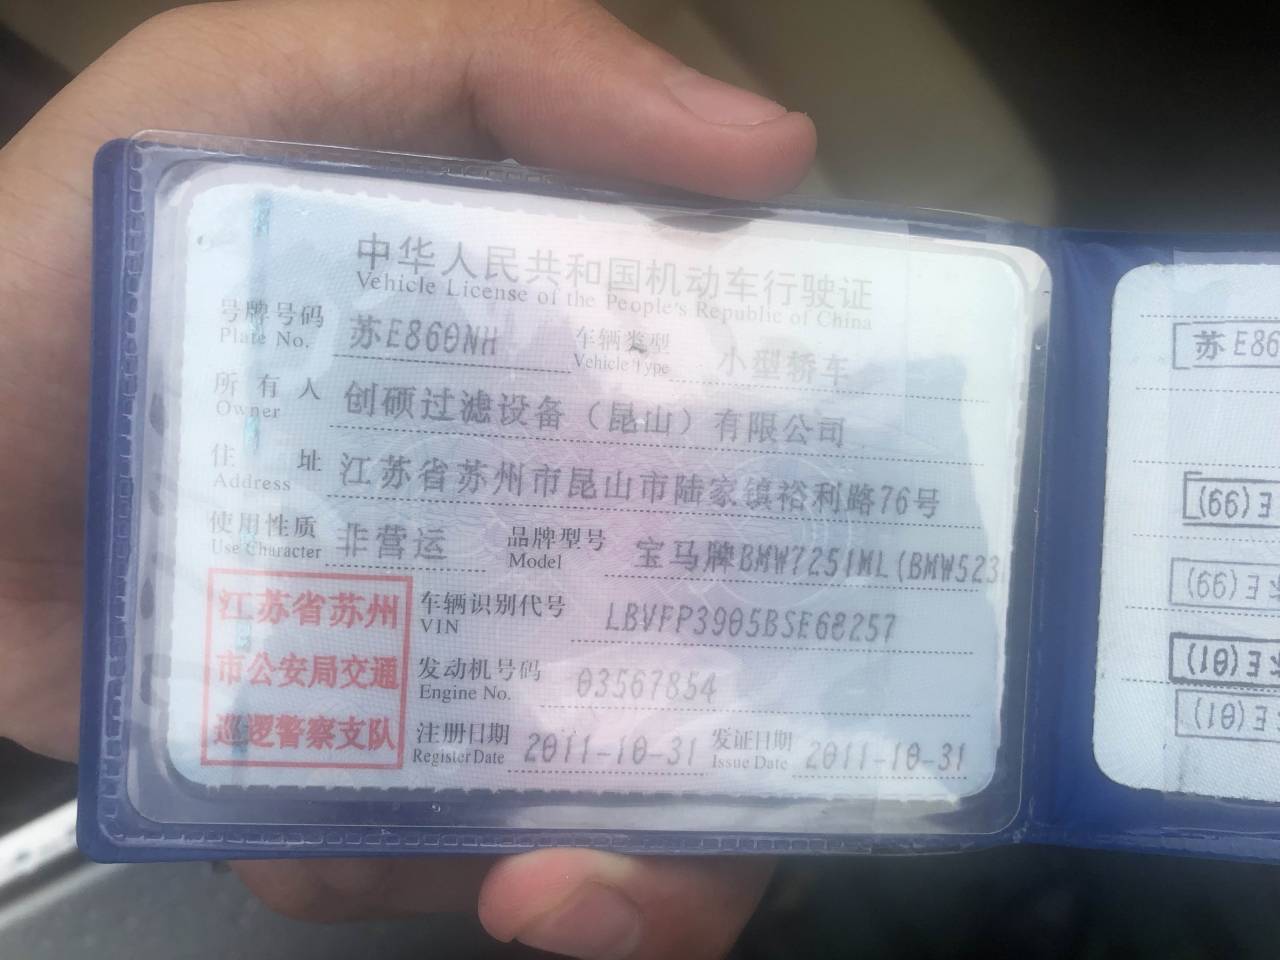 中华人民共和国机动车行驶证
Vehicle License of the People's Republic of China
号牌号码 苏E860NH 车辆类型 小型轿车
Plate No. Vehicle Type
所有人 创硕过滤设备（昆山）有限公司
Owner
住址 江苏省苏州市昆山市陆家镇裕利路76号
Address
使用性质 非营运 品牌型号 宝马牌BMW7251ML(BMW523
Use Character Model
江苏省苏州
市公安局交通
巡逻警察支队
车辆识别代号 LBVFP3905BSE68257
VIN
发动机号码 03567854
Engine No.
注册日期 2011-10-31 发证日期 2011-10-31
Register Date Issue Date
苏E86